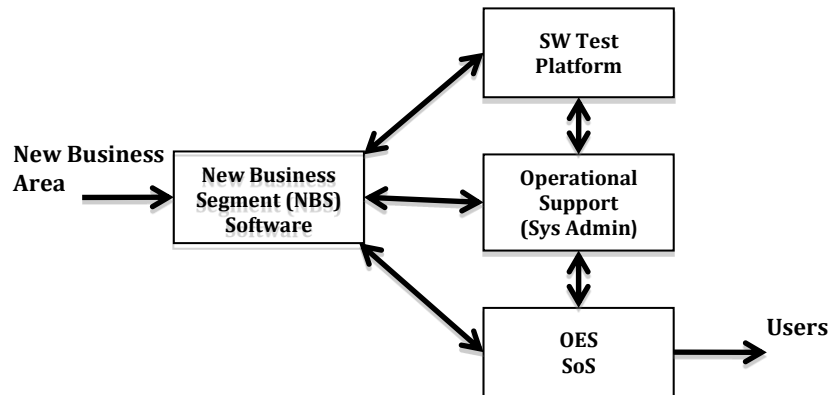 SW Test
Platform
New Business
Area
New Business
Segment (NBS)
Software
Operational
Support
(Sys Admin)
OES
SoS
Users